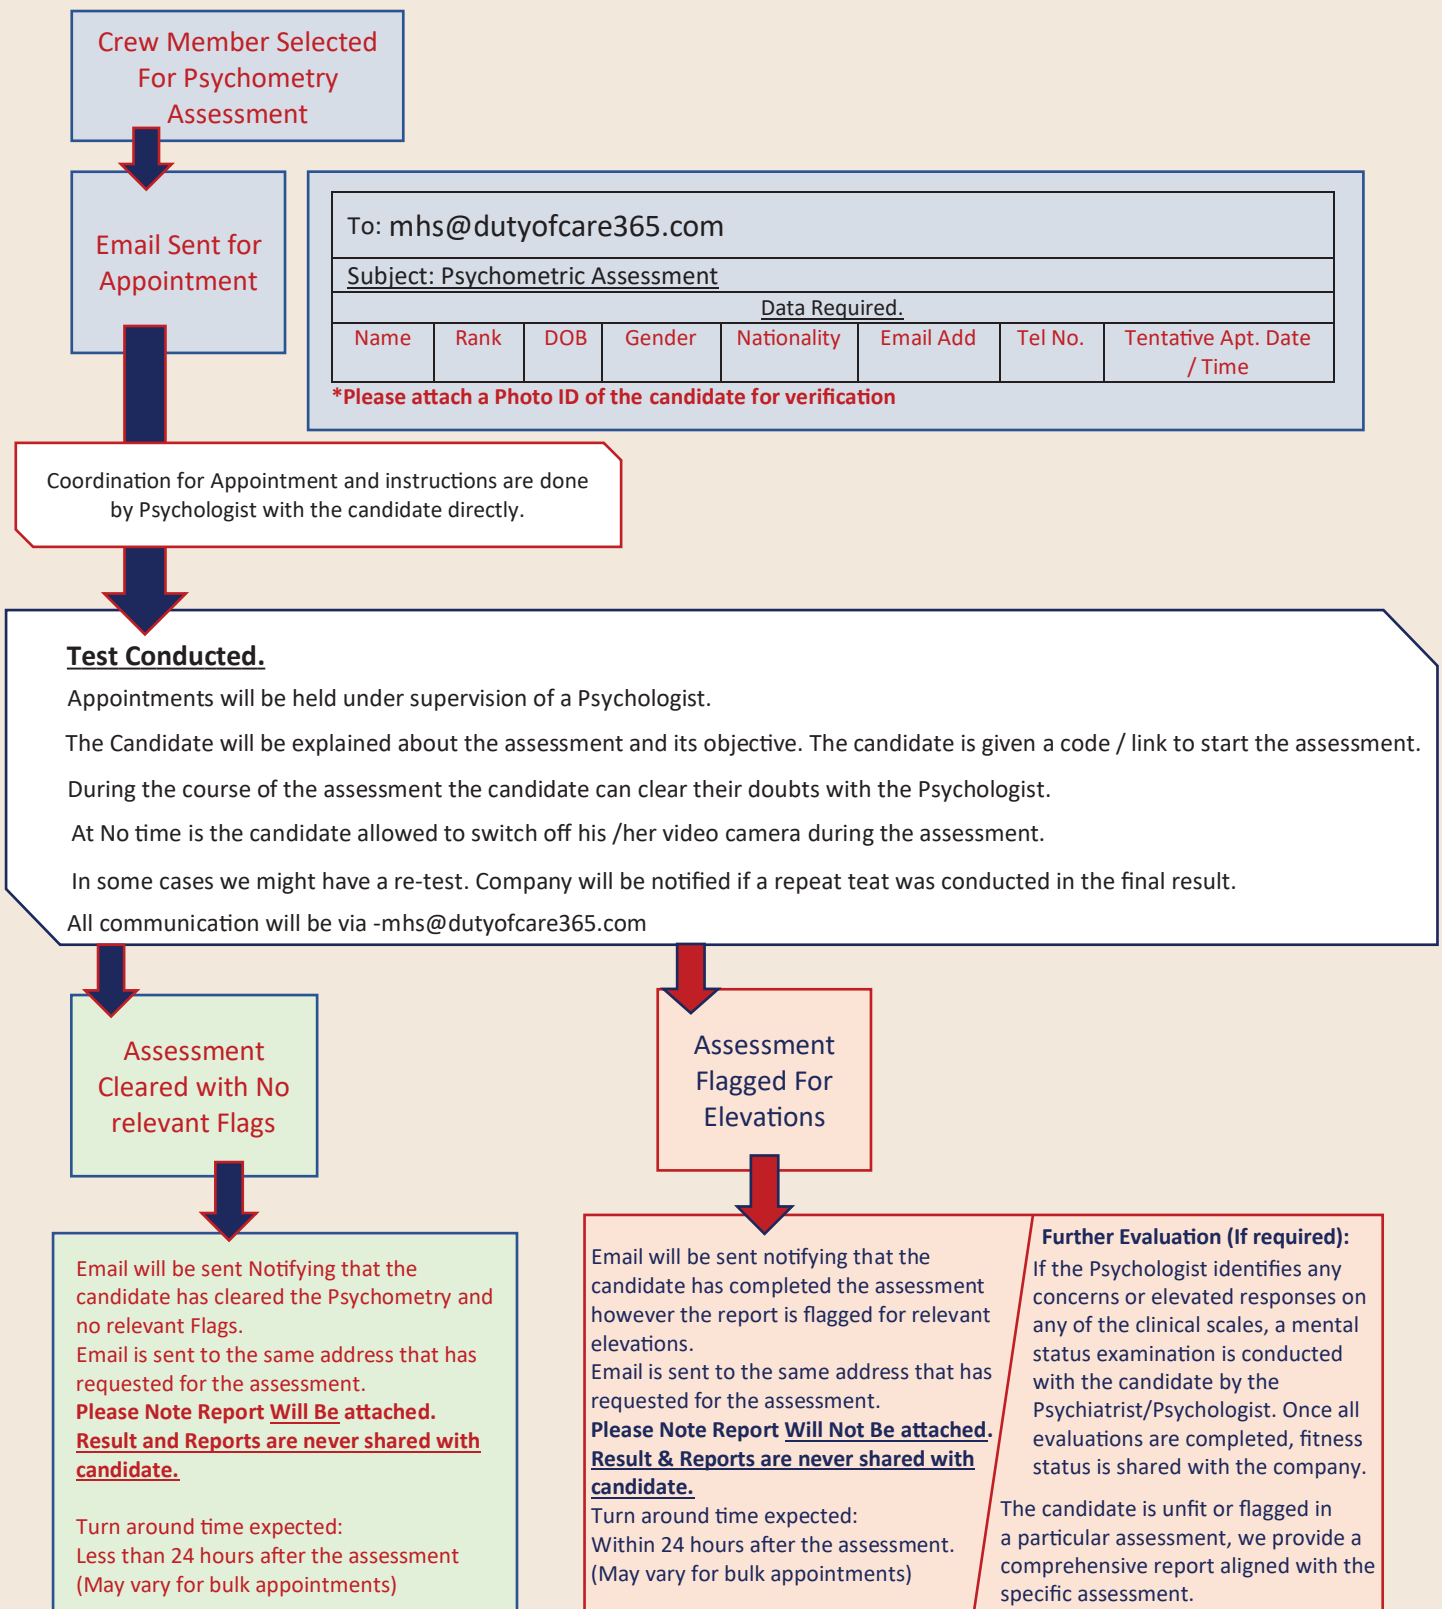 Crew Member Selected
For Psychometry
Assessment
Email Sent for
Appointment
To: mhs@dutyofcare365.com
Subject: Psychometric Assessment
Data Required.
Name Rank DOB Gender Nationality Email Add Tel No. Tentative Apt. Date
/ Time
*Please attach a Photo ID of the candidate for verification
Coordination for Appointment and instructions are done
by Psychologist with the candidate directly.
Test Conducted.
Appointments will be held under supervision of a Psychologist.
The Candidate will be explained about the assessment and its objective. The candidate is given a code / link to start the assessment.
During the course of the assessment the candidate can clear their doubts with the Psychologist.
At No time is the candidate allowed to switch off his /her video camera during the assessment.
In some cases we might have a re-test. Company will be notified if a repeat teat was conducted in the final result.
All communication will be via -mhs@dutyofcare365.com
Assessment
Cleared with No
relevant Flags
Assessment
Flagged For
Elevations
Email will be sent Notifying that the
candidate has cleared the Psychometry and
no relevant Flags.
Email is sent to the same address that has
requested for the assessment.
Please Note Report Will Be attached.
Result and Reports are never shared with
candidate.
Turn around time expected:
Less than 24 hours after the assessment
(May vary for bulk appointments)
Email will be sent notifying that the
candidate has completed the assessment
however the report is flagged for relevant
elevations.
Email is sent to the same address that has
requested for the assessment.
Please Note Report Will Not Be attached.
Result & Reports are never shared with
candidate.
Turn around time expected:
Within 24 hours after the assessment.
(May vary for bulk appointments)
Further Evaluation (If required):
If the Psychologist identifies any
concerns or elevated responses on
any of the clinical scales, a mental
status examination is conducted
with the candidate by the
Psychiatrist/Psychologist. Once all
evaluations are completed, fitness
status is shared with the company.
The candidate is unfit or flagged in
a particular assessment, we provide a
comprehensive report aligned with the
specific assessment.